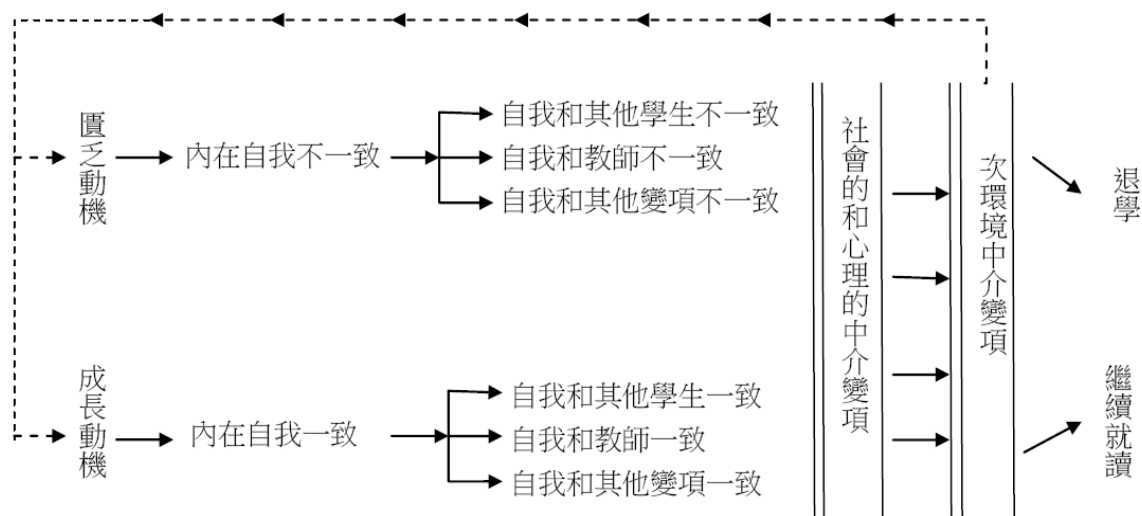 匱乏動機
內在自我不一致
自我和其他學生不一致
自我和教師不一致
自我和其他變項不一致
成長動機
內在自我一致
自我和其他學生一致
自我和教師一致
自我和其他變項一致
社會的和心理的中介變項
次環境中介變項
退學
繼續就讀